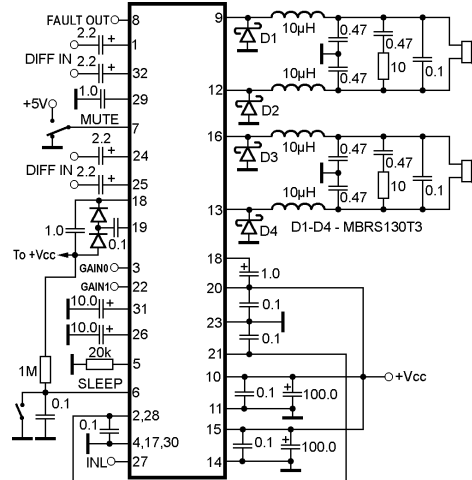 FAULT OUT 8
2.2
1
DIFF IN
2.2
32
1.0
29
+5V
MUTE
7
2.2
24
DIFF IN
2.2
25
18
1.0
19
0.1
To +Vcc
GAIN0 3
GAIN1 22
10.0 +
31
10.0 +
26
20k
5
1M
SLEEP
6
0.1
2,28
0.1
4,17,30
INL 27
9
10µH
D1
0.47
0.47
0.47
10
0.1
10µH
12
D2
16
10µH
D3
0.47
0.47
0.47
10
0.1
10µH
13
D4
D1-D4 - MBRS130T3
18
+
1.0
20
0.1
23
0.1
21
10
+Vcc
0.1
+
100.0
11
15
0.1
+
100.0
14